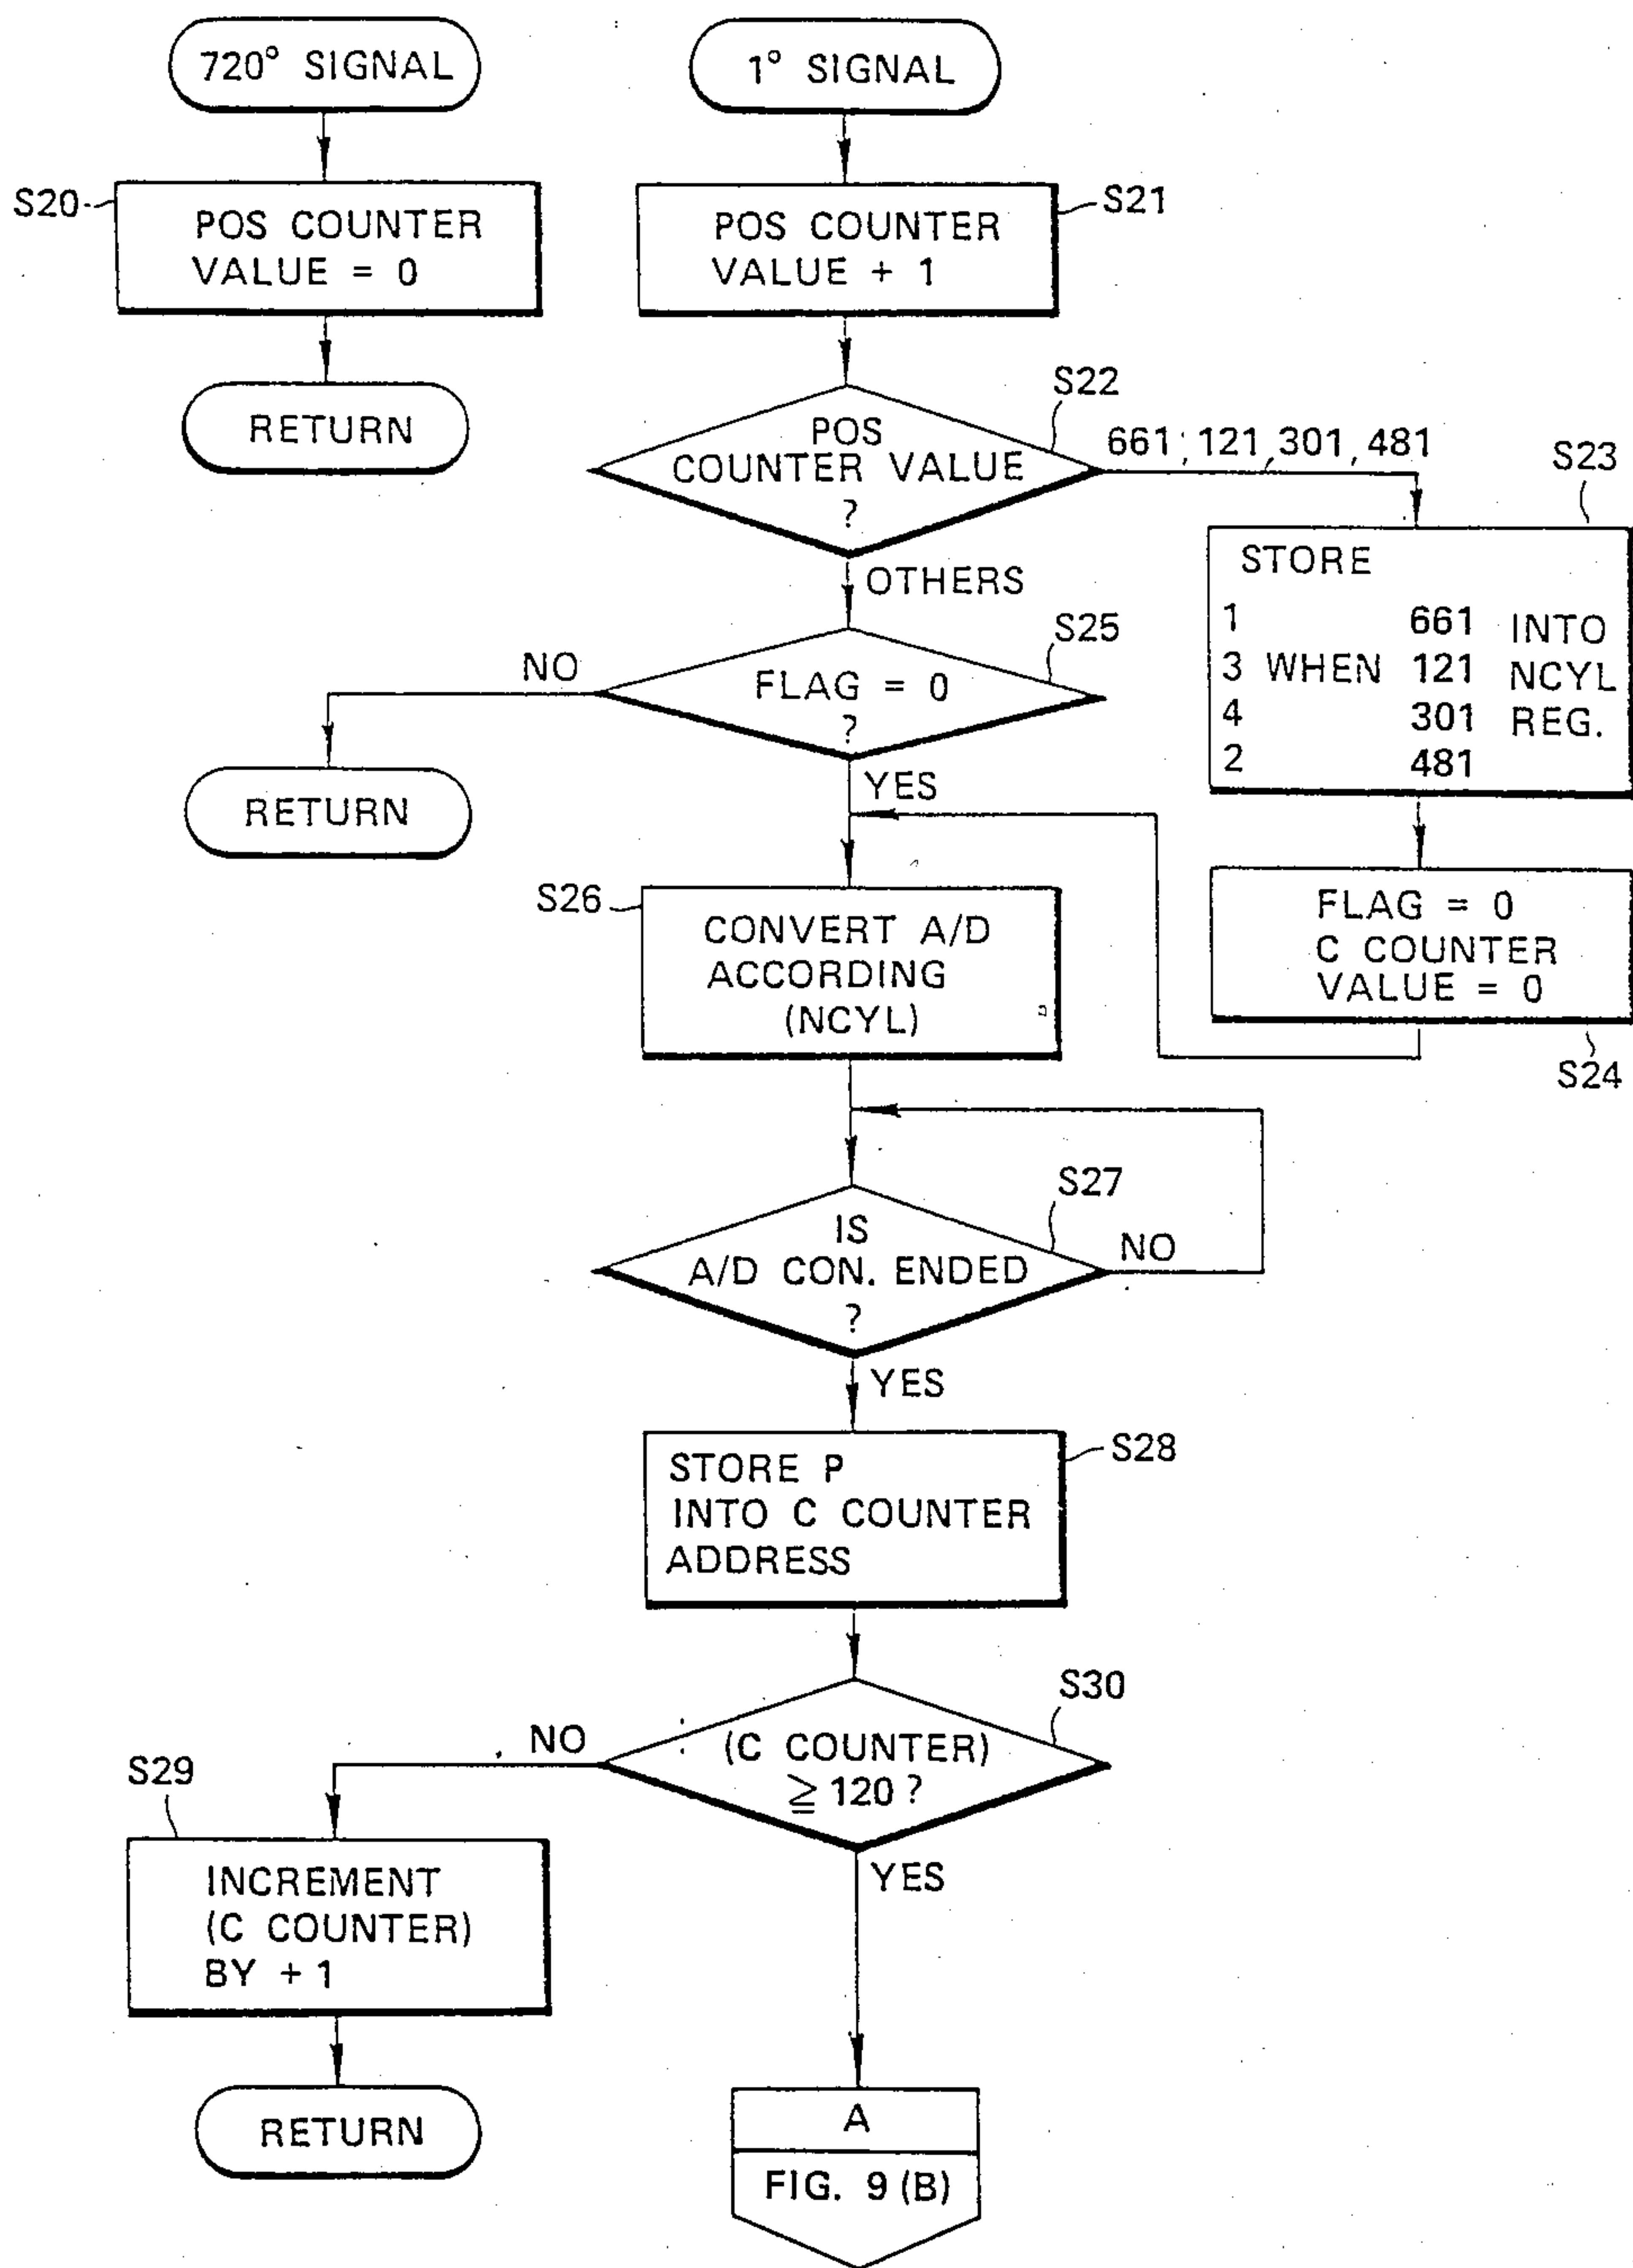 720° SIGNAL
1° SIGNAL
S20
POS COUNTER
VALUE = 0
S21
POS COUNTER
VALUE + 1
RETURN
S22
POS
COUNTER VALUE
?
661, 121, 301, 481
OTHERS
S23
STORE
1 661 INTO
3 WHEN 121 NCYL
4 301 REG.
2 481
S25
FLAG = 0
?
NO
RETURN
YES
FLAG = 0
C COUNTER
VALUE = 0
S24
S26
CONVERT A/D
ACCORDING
(NCYL)
S27
IS
A/D CON. ENDED
?
NO
YES
S28
STORE P
INTO C COUNTER
ADDRESS
S30
(C COUNTER)
≧ 120 ?
NO
S29
INCREMENT
(C COUNTER)
BY + 1
YES
RETURN
A
FIG. 9 (B)